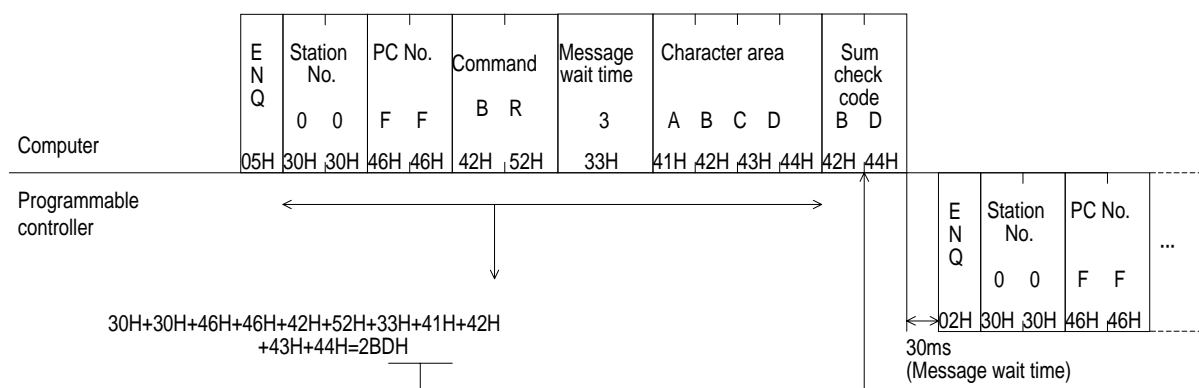 E
N
Q
Station
No.
0 0
PC No.
F F
Command
B R
Message
wait time
3
Character area
A B C D
Sum
check
code
B D
Computer
05H 30H 30H 46H 46H 42H 52H 33H 41H 42H 43H 44H 42H 44H
Programmable
controller
E
N
Q
Station
No.
0 0
PC No.
F F
...
02H 30H 30H 46H 46H
30H+30H+46H+46H+42H+52H+33H+41H+42H
+43H+44H=2BDH
30ms
(Message wait time)